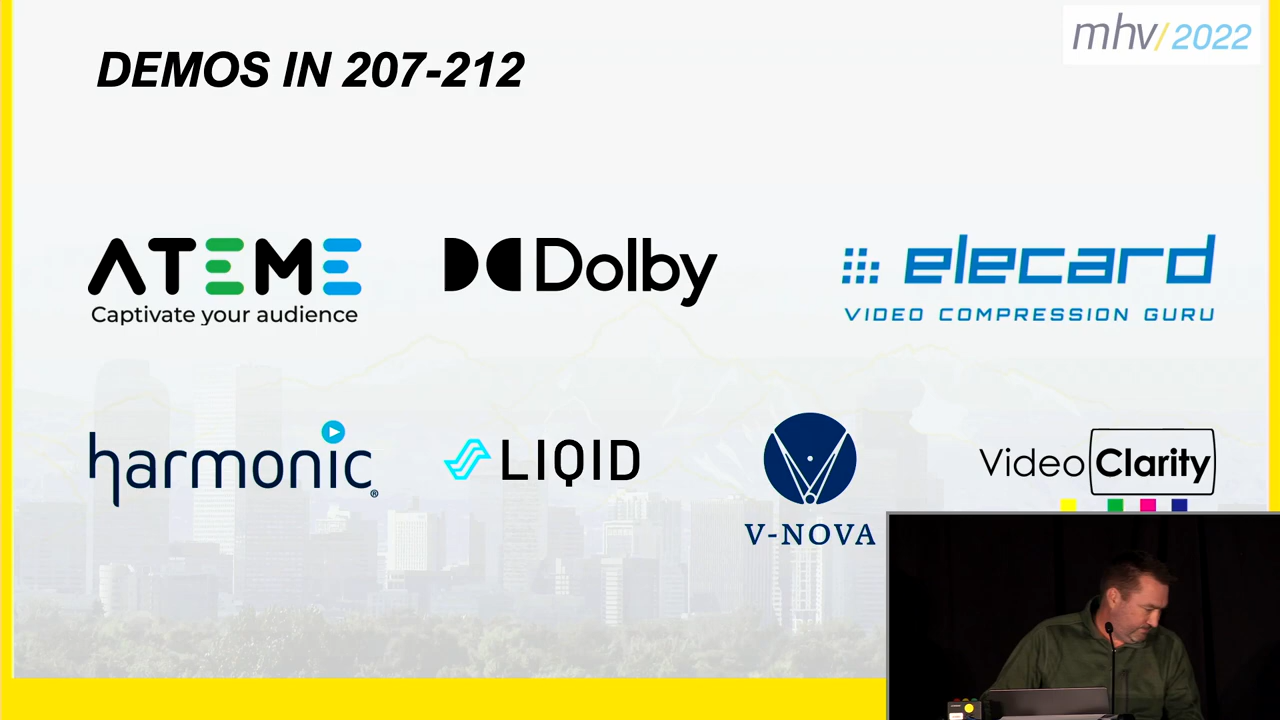 mhv/2022
DEMOS IN 207-212
ATEME
Captivate your audience
Dolby
elecard
VIDEO COMPRESSION GURU
harmonic®
LIQID
V-NOVA
Video Clarity